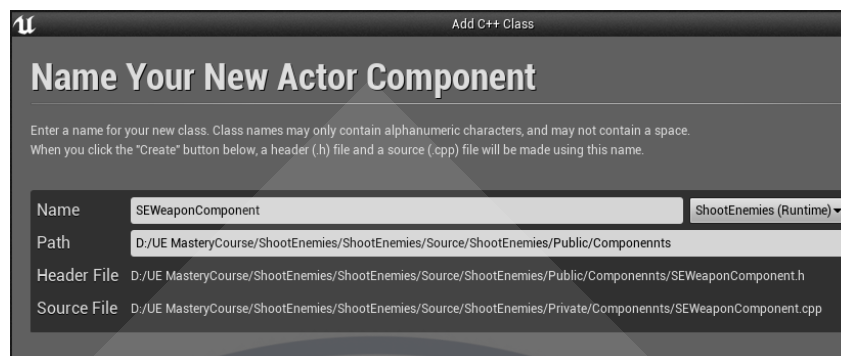 Add C++ Class
Name Your New Actor Component
Enter a name for your new class. Class names may only contain alphanumeric characters, and may not contain a space.
When you click the "Create" button below, a header (.h) file and a source (.cpp) file will be made using this name.
Name SEWeaponComponent ShootEnemies (Runtime)
Path D:/UE MasteryCourse/ShootEnemies/ShootEnemies/Source/ShootEnemies/Public/Componennts
Header File D:/UE MasteryCourse/ShootEnemies/ShootEnemies/Source/ShootEnemies/Public/Componennts/SEWeaponComponent.h
Source File D:/UE MasteryCourse/ShootEnemies/ShootEnemies/Source/ShootEnemies/Private/Componennts/SEWeaponComponent.cpp